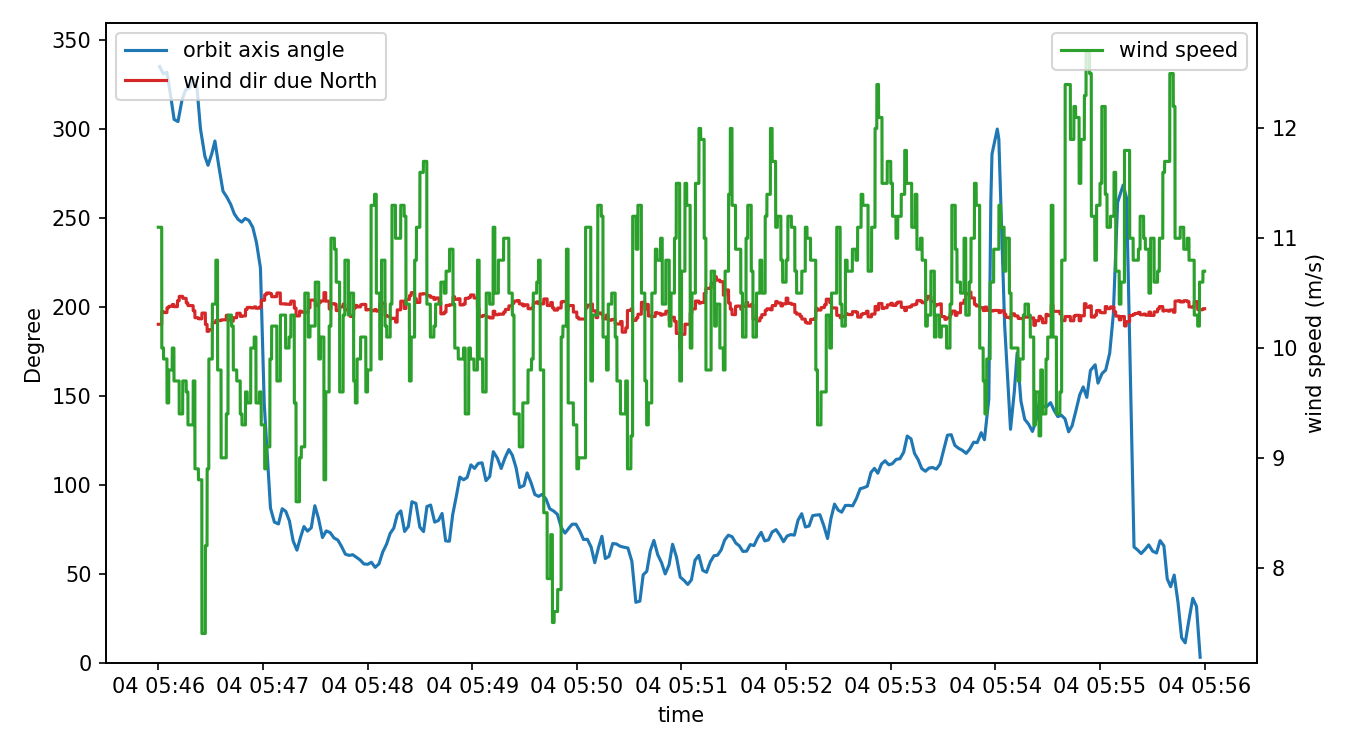 orbit axis angle
wind dir due North
wind speed
350
300
250
200
150
100
50
0
Degree
12
11
10
9
8
wind speed (m/s)
04 05:46 04 05:47 04 05:48 04 05:49 04 05:50 04 05:51 04 05:52 04 05:53 04 05:54 04 05:55 04 05:56
time